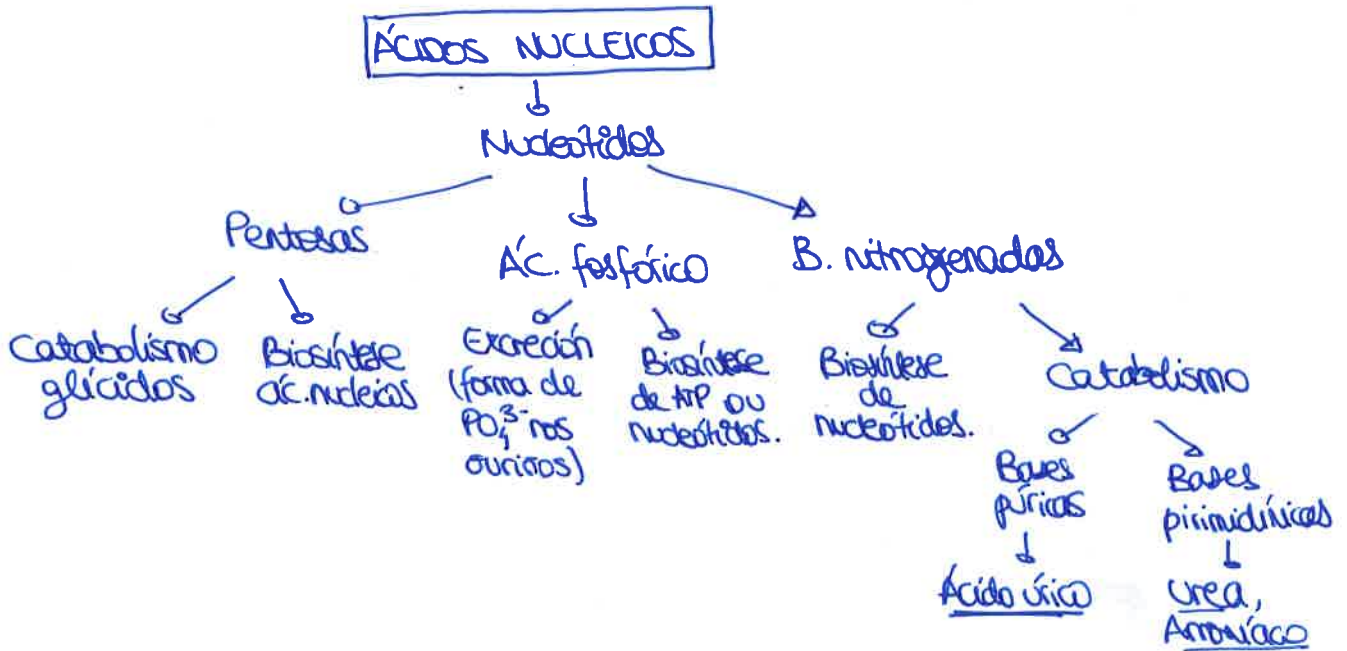 ÁCIDOS NUCLEICOS
Nucleótidos
Pentosas
Ác. fosfórico
B. nitrogenadas
Catabolismo
glícidos
Biosíntese
ác. nucleicos
Excreción
(forma de
PO₄³⁻ nos
ouriños)
Biosíntese
de ATP ou
nucleótidos.
Biosíntese
de
nucleótidos.
Catabolismo
Bases
púricas
Ácido úrico
Bases
pirimidínicas
Urea,
Amoníaco